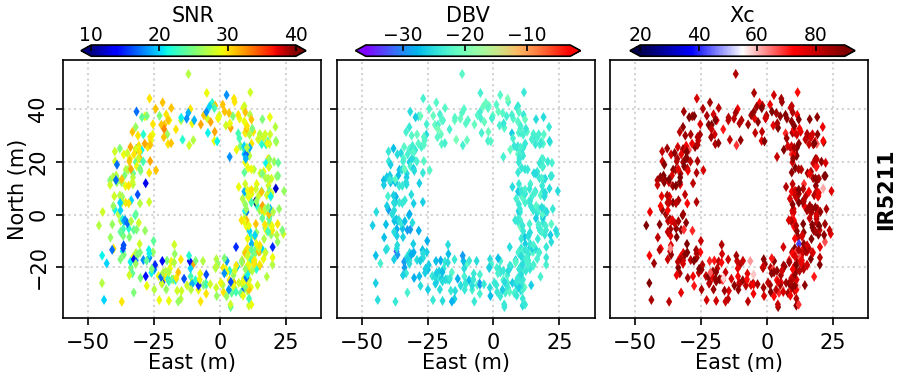 SNR DBV Xc
10 20 30 40 −30 −20 −10 20 40 60 80
40
20
0
−20
North (m)
IR5211
−50 −25 0 25 −50 −25 0 25 −50 −25 0 25
East (m) East (m) East (m)